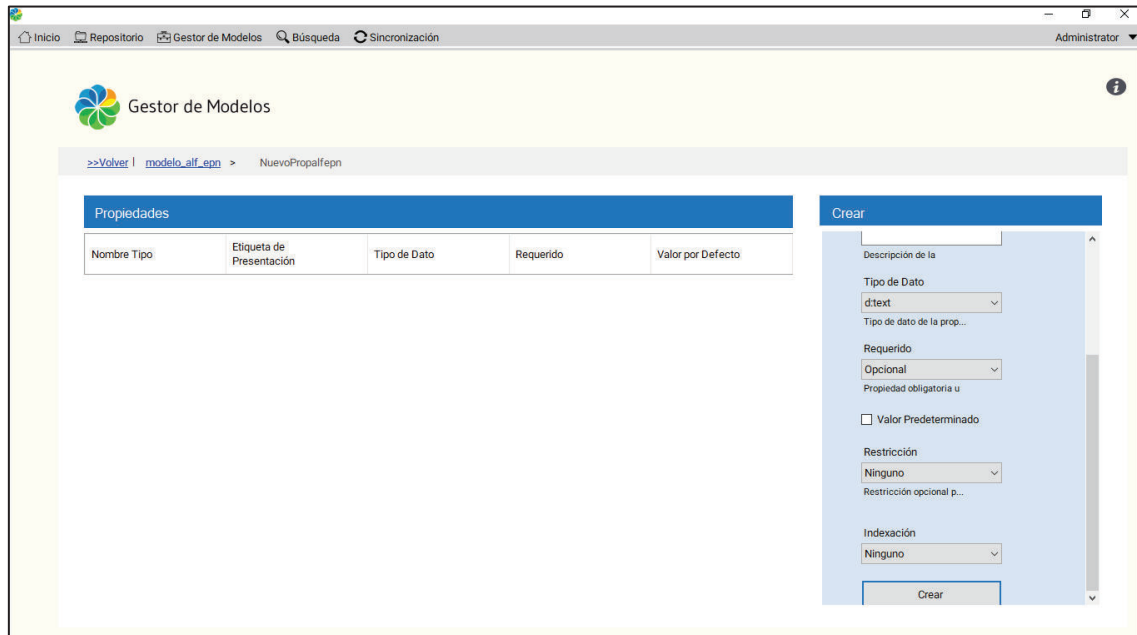 Inicio Repositorio Gestor de Modelos Búsqueda Sincronización Administrator
Gestor de Modelos
>>Volver | modelo_alf_epn > NuevoPropalfepn
Propiedades
Nombre Tipo Etiqueta de Presentación Tipo de Dato Requerido Valor por Defecto
Crear
Descripción de la
Tipo de Dato
d:text
Tipo de dato de la prop...
Requerido
Opcional
Propiedad obligatoria u
Valor Predeterminado
Restricción
Ninguno
Restricción opcional p...
Indexación
Ninguno
Crear